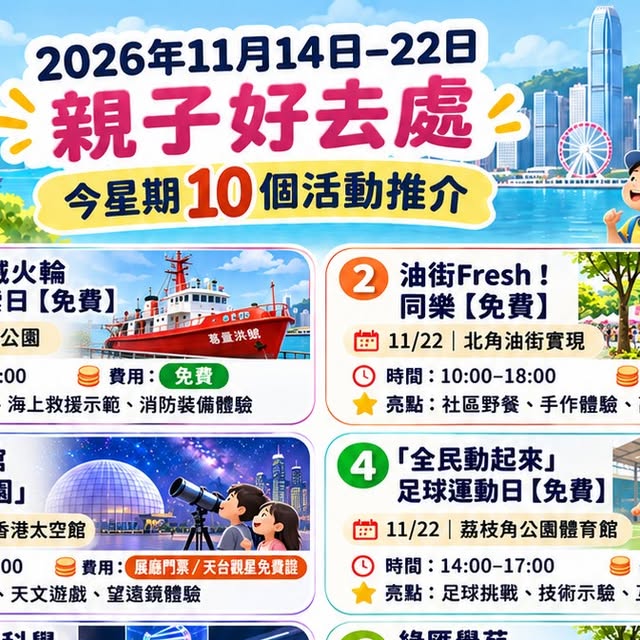 2026年11月14日–22日
親子好去處
今星期10個活動推介
滅火輪
日【免費】
公園
:00
費用：免費
、海上救援示範、消防裝備體驗
葛量洪號
2
油街Fresh！
同樂【免費】
11/22｜北角油街實現
時間：10:00–18:00
亮點：社區野餐、手作體驗、
館
園」
香港太空館
00
費用：展廳門票／天台觀星免費
、天文遊戲、望遠鏡體驗
4
「全民動起來」
足球運動日【免費】
11/22｜荔枝角公園體育館
時間：14:00–17:00
亮點：足球挑戰、技術示驗、
科學
綠匯學苑